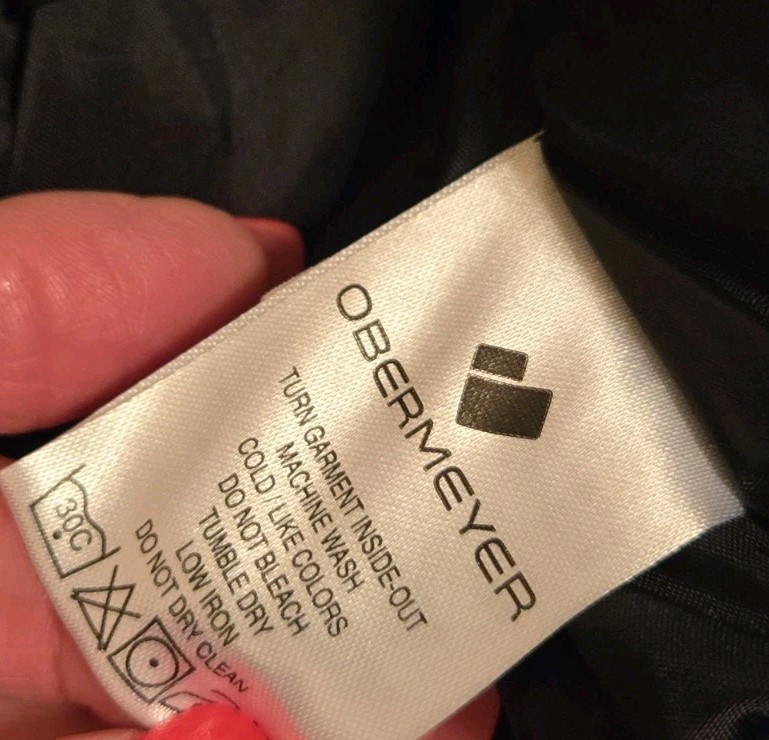 OBERMEYER
TURN GARMENT INSIDE-OUT
MACHINE WASH
COLD / LIKE COLORS
DO NOT BLEACH
TUMBLE DRY
LOW IRON
DO NOT DRY CLEAN
30C